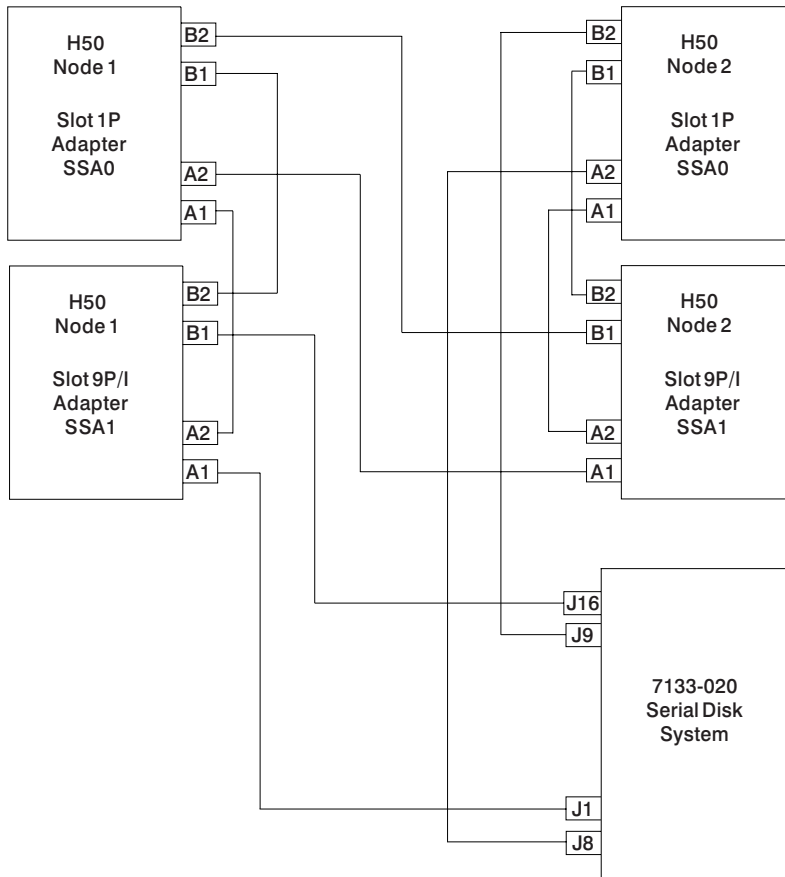 H50
Node 1
Slot 1P
Adapter
SSA0
B2
B1
A2
A1
H50
Node 1
Slot 9P/I
Adapter
SSA1
B2
B1
A2
A1
B2
B1
A2
A1
H50
Node 2
Slot 1P
Adapter
SSA0
B2
B1
A2
A1
H50
Node 2
Slot 9P/I
Adapter
SSA1
J16
J9
J1
J8
7133-020
Serial Disk
System